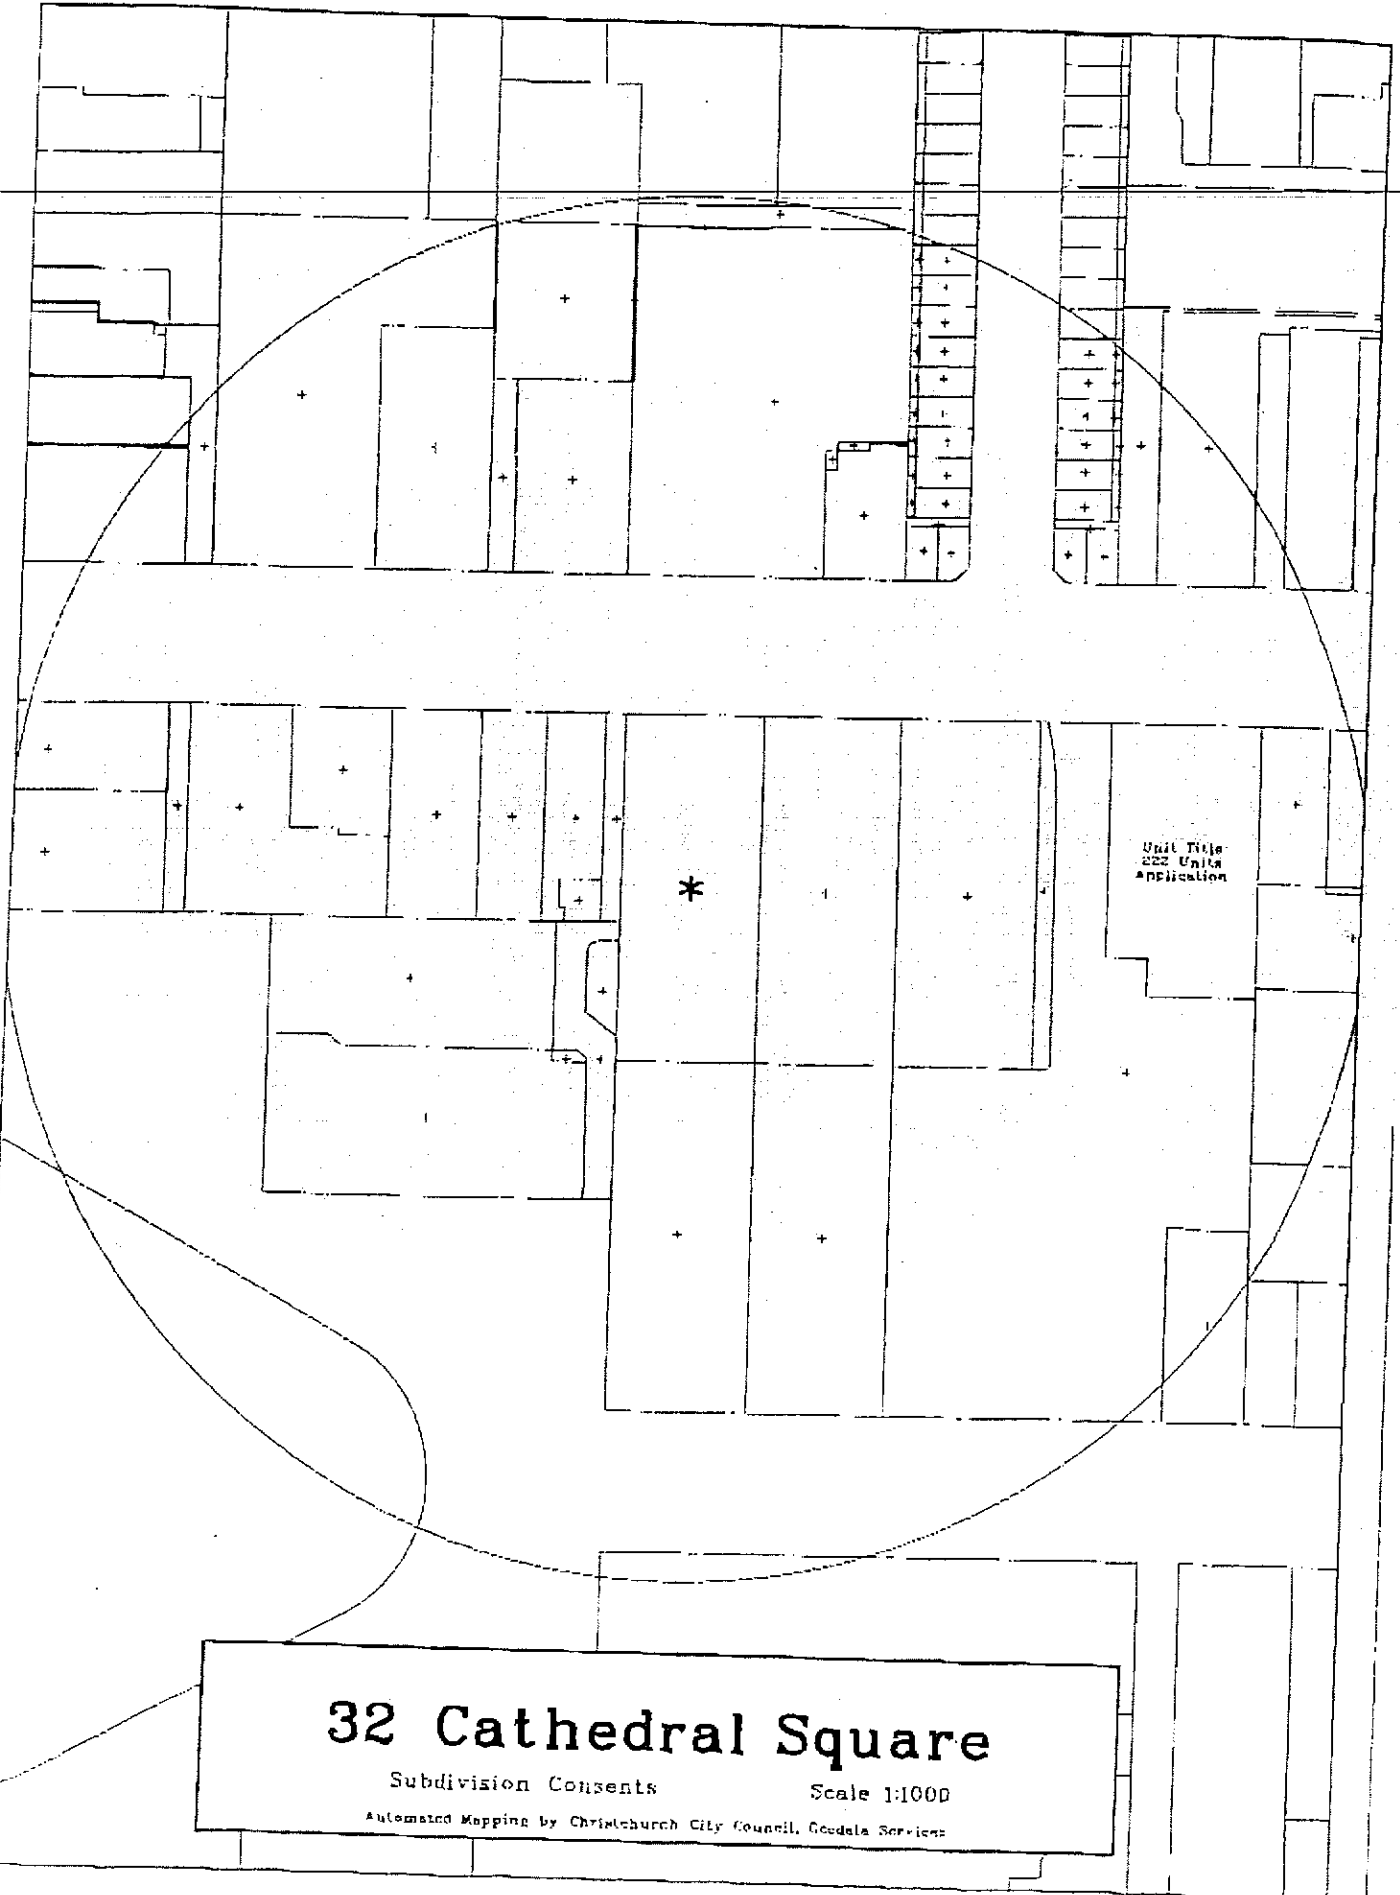 Unit Title
222 Units
Application
32 Cathedral Square
Subdivision Consents Scale 1:1000
Automated Mapping by Christchurch City Council, Geodata Services